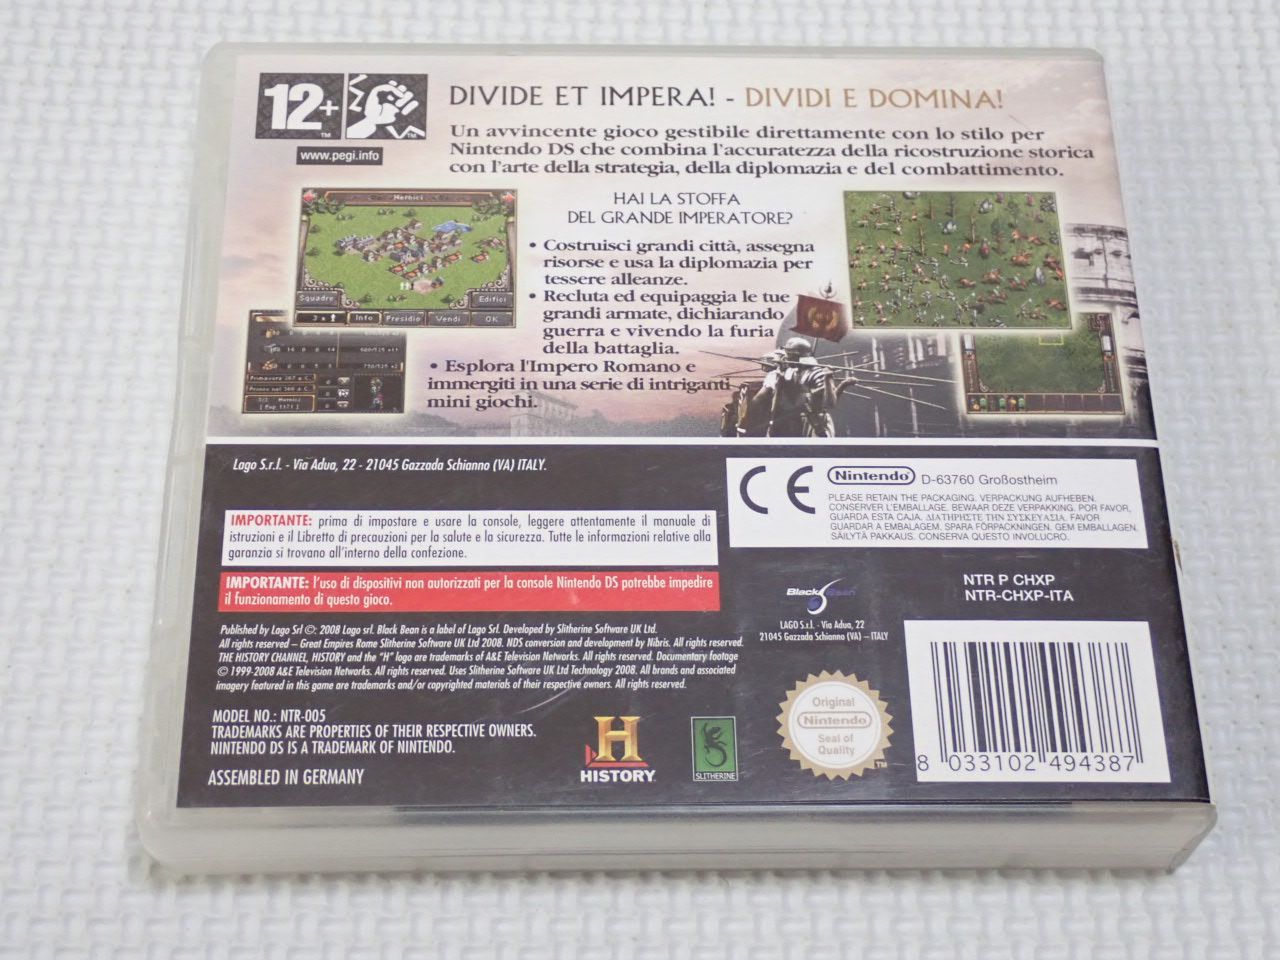 12+
www.pegi.info
DIVIDE ET IMPERA! - DIVIDI E DOMINA!
Un avvincente gioco gestibile direttamente con lo stilo per
Nintendo DS che combina l'accuratezza della ricostruzione storica
con l'arte della strategia, della diplomazia e del combattimento.
HAI LA STOFFA
DEL GRANDE IMPERATORE?
• Costruisci grandi città, assegna
risorse e usa la diplomazia per
tessere alleanze.
• Recluta ed equipaggia le tue
grandi armate, dichiarando
guerra e vivendo la furia
della battaglia.
• Esplora l'Impero Romano e
immergiti in una serie di intriganti
mini giochi.
Hernici
Squadre
Edifici
Info Presidio Vendi OK
Lago S.r.l. - Via Adua, 22 - 21045 Gazzada Schianno (VA) ITALY.
IMPORTANTE: prima di impostare e usare la console, leggere attentamente il manuale di
istruzioni e il Libretto di precauzioni per la salute e la sicurezza. Tutte le informazioni relative alla
garanzia si trovano all'interno della confezione.
IMPORTANTE: l'uso di dispositivi non autorizzati per la console Nintendo DS potrebbe impedire
il funzionamento di questo gioco.
Published by Lago Srl ©: 2008 Lago srl. Black Bean is a label of Lago Srl. Developed by Slitherine Software UK Ltd.
All rights reserved – Great Empires Rome Slitherine Software UK Ltd 2008. NDS conversion and development by Nibris. All rights reserved.
THE HISTORY CHANNEL, HISTORY and the “H” logo are trademarks of A&E Television Networks. All rights reserved. Documentary footage
© 1999-2008 A&E Television Networks. All rights reserved. Uses Slitherine Software UK Ltd Technology 2008. All brands and associated
imagery featured in this game are trademarks and/or copyrighted materials of their respective owners. All rights reserved.
MODEL NO.: NTR-005
TRADEMARKS ARE PROPERTIES OF THEIR RESPECTIVE OWNERS.
NINTENDO DS IS A TRADEMARK OF NINTENDO.
ASSEMBLED IN GERMANY
H
HISTORY
SLITHERINE
CE Nintendo D-63760 Großostheim
PLEASE RETAIN THE PACKAGING. VERPACKUNG AUFHEBEN.
CONSERVER L'EMBALLAGE. BEWAAR DEZE VERPAKKING. POR FAVOR,
GUARDA ESTA CAJA. ΔΙΑΤΗΡΗΣΤΕ ΤΗΝ ΣΥΣΚΕΥΑΣΙΑ. FAVOR
GUARDAR A EMBALAGEM. SPARA FÖRPACKNINGEN. GEM EMBALLAGEN.
SÄILYTÄ PAKKAUS. CONSERVA QUESTO INVOLUCRO.
Black Bean
LAGO S.r.l. - Via Adua, 22
21045 Gazzada Schianno (VA) – ITALY
NTR P CHXP
NTR-CHXP-ITA
Original
Nintendo
Seal of
Quality
TM
8 033102 494387